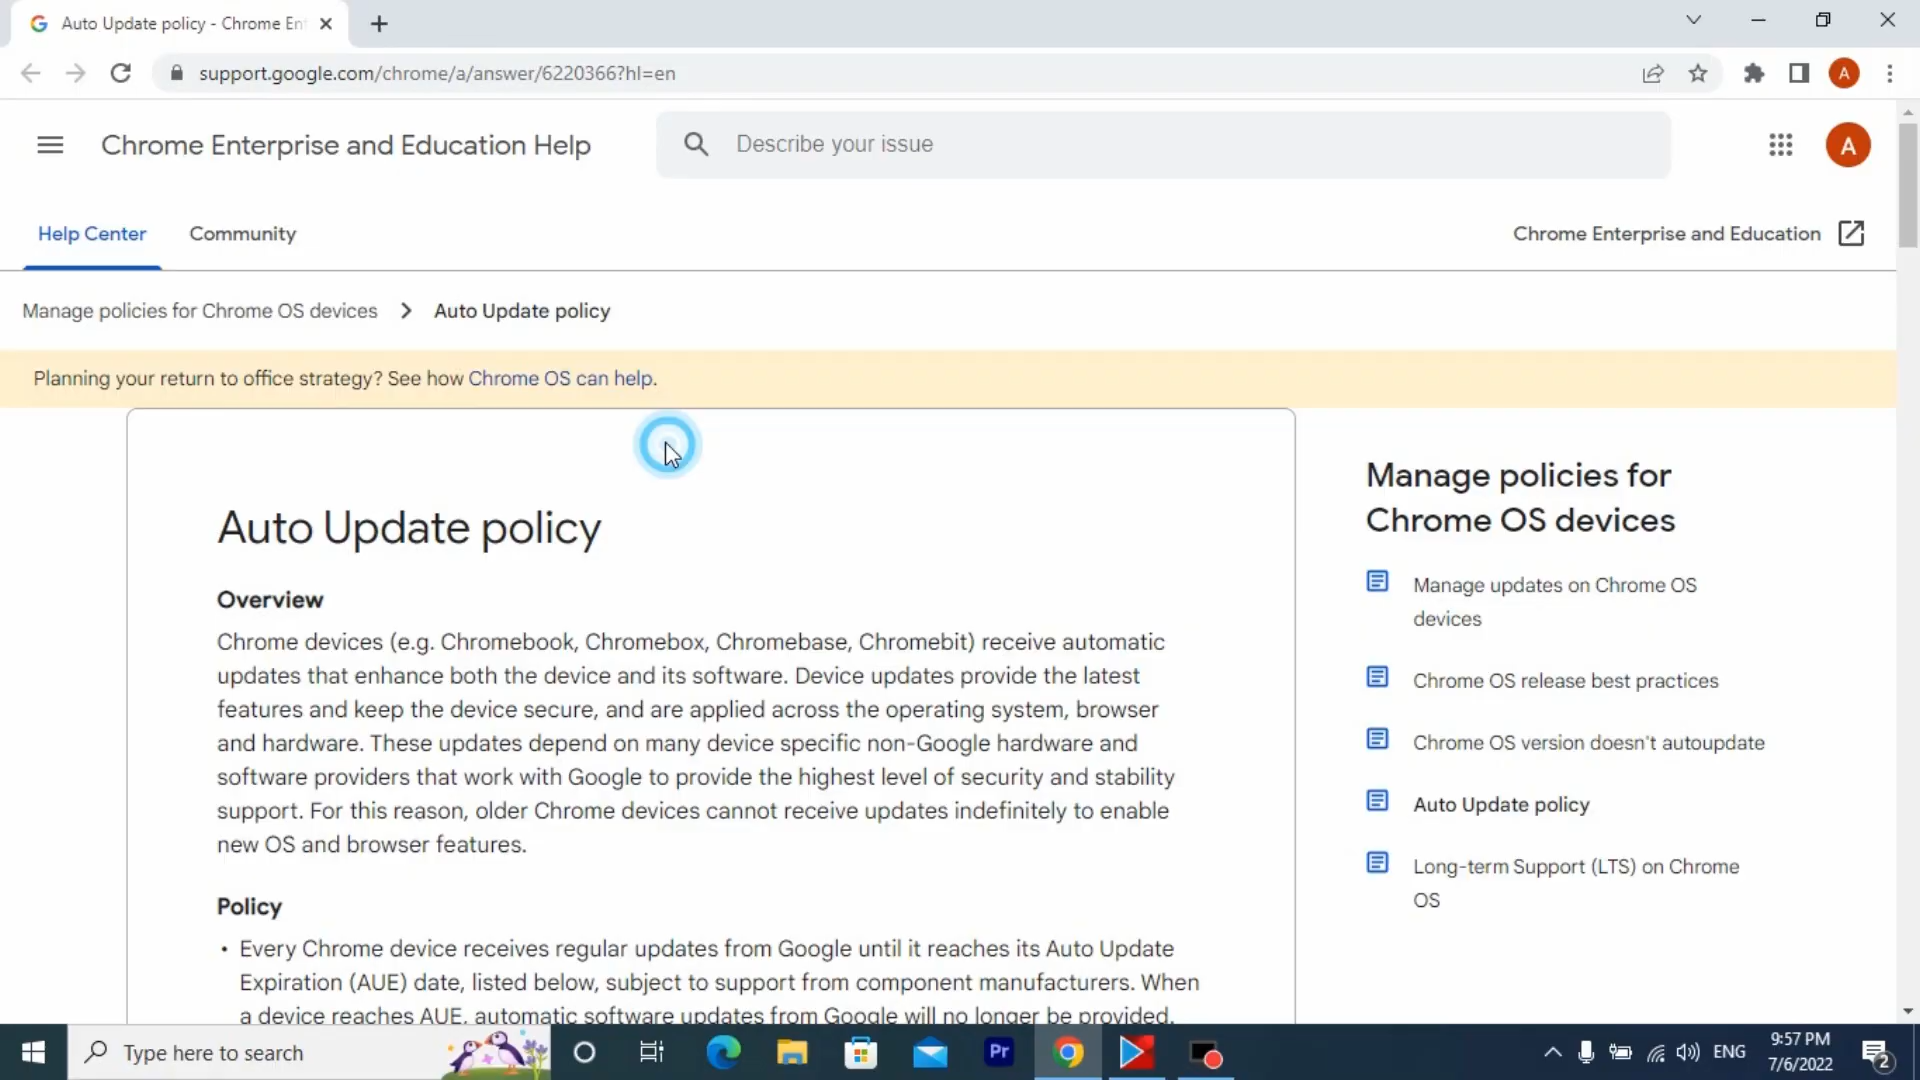 Auto Update policy - Chrome En
support.google.com/chrome/a/answer/6220366?hl=en
A
Chrome Enterprise and Education Help
Describe your issue
A
Help Center
Community
Chrome Enterprise and Education
Manage policies for Chrome OS devices
Auto Update policy
Planning your return to office strategy? See how Chrome OS can help.
Auto Update policy
Overview
Chrome devices (e.g. Chromebook, Chromebox, Chromebase, Chromebit) receive automatic
updates that enhance both the device and its software. Device updates provide the latest
features and keep the device secure, and are applied across the operating system, browser
and hardware. These updates depend on many device specific non-Google hardware and
software providers that work with Google to provide the highest level of security and stability
support. For this reason, older Chrome devices cannot receive updates indefinitely to enable
new OS and browser features.
Policy
• Every Chrome device receives regular updates from Google until it reaches its Auto Update
Expiration (AUE) date, listed below, subject to support from component manufacturers. When
a device reaches AUE, automatic software updates from Google will no longer be provided.
Manage policies for
Chrome OS devices
Manage updates on Chrome OS
devices
Chrome OS release best practices
Chrome OS version doesn't autoupdate
Auto Update policy
Long-term Support (LTS) on Chrome
OS
Type here to search
Pr
ENG
9:57 PM
7/6/2022
2